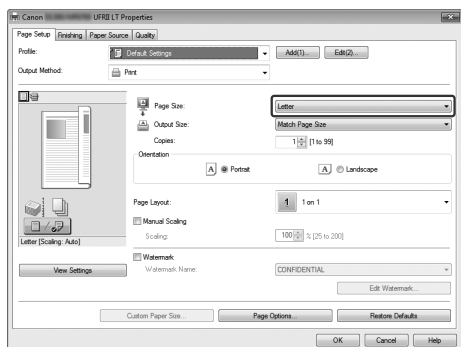 Canon UFRII LT Properties
Page Setup Finishing Paper Source Quality
Profile: Default Settings Add(1)... Edit(2)...
Output Method: Print
Page Size: Letter
Output Size: Match Page Size
Copies: 1 [1 to 99]
Orientation
A Portrait A Landscape
Page Layout: 1 1 on 1
Manual Scaling
Scaling: 100 % [25 to 200]
Letter [Scaling: Auto]
View Settings
Watermark
Watermark Name: CONFIDENTIAL
Edit Watermark...
Custom Paper Size... Page Options... Restore Defaults
OK Cancel Help